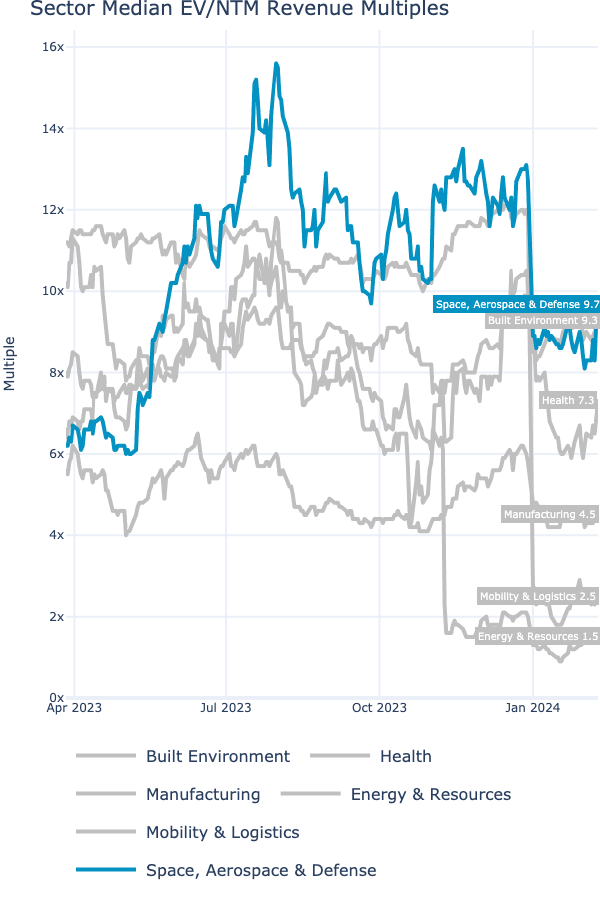 Sector Median EV/NTM Revenue Multiples
16x
14x
12x
10x
8x
6x
4x
2x
0x
Multiple
Space, Aerospace & Defense 9.7
Built Environment 9.3
Health 7.3
Manufacturing 4.5
Mobility & Logistics 2.5
Energy & Resources 1.5
Apr 2023 Jul 2023 Oct 2023 Jan 2024
Built Environment Health
Manufacturing Energy & Resources
Mobility & Logistics
Space, Aerospace & Defense